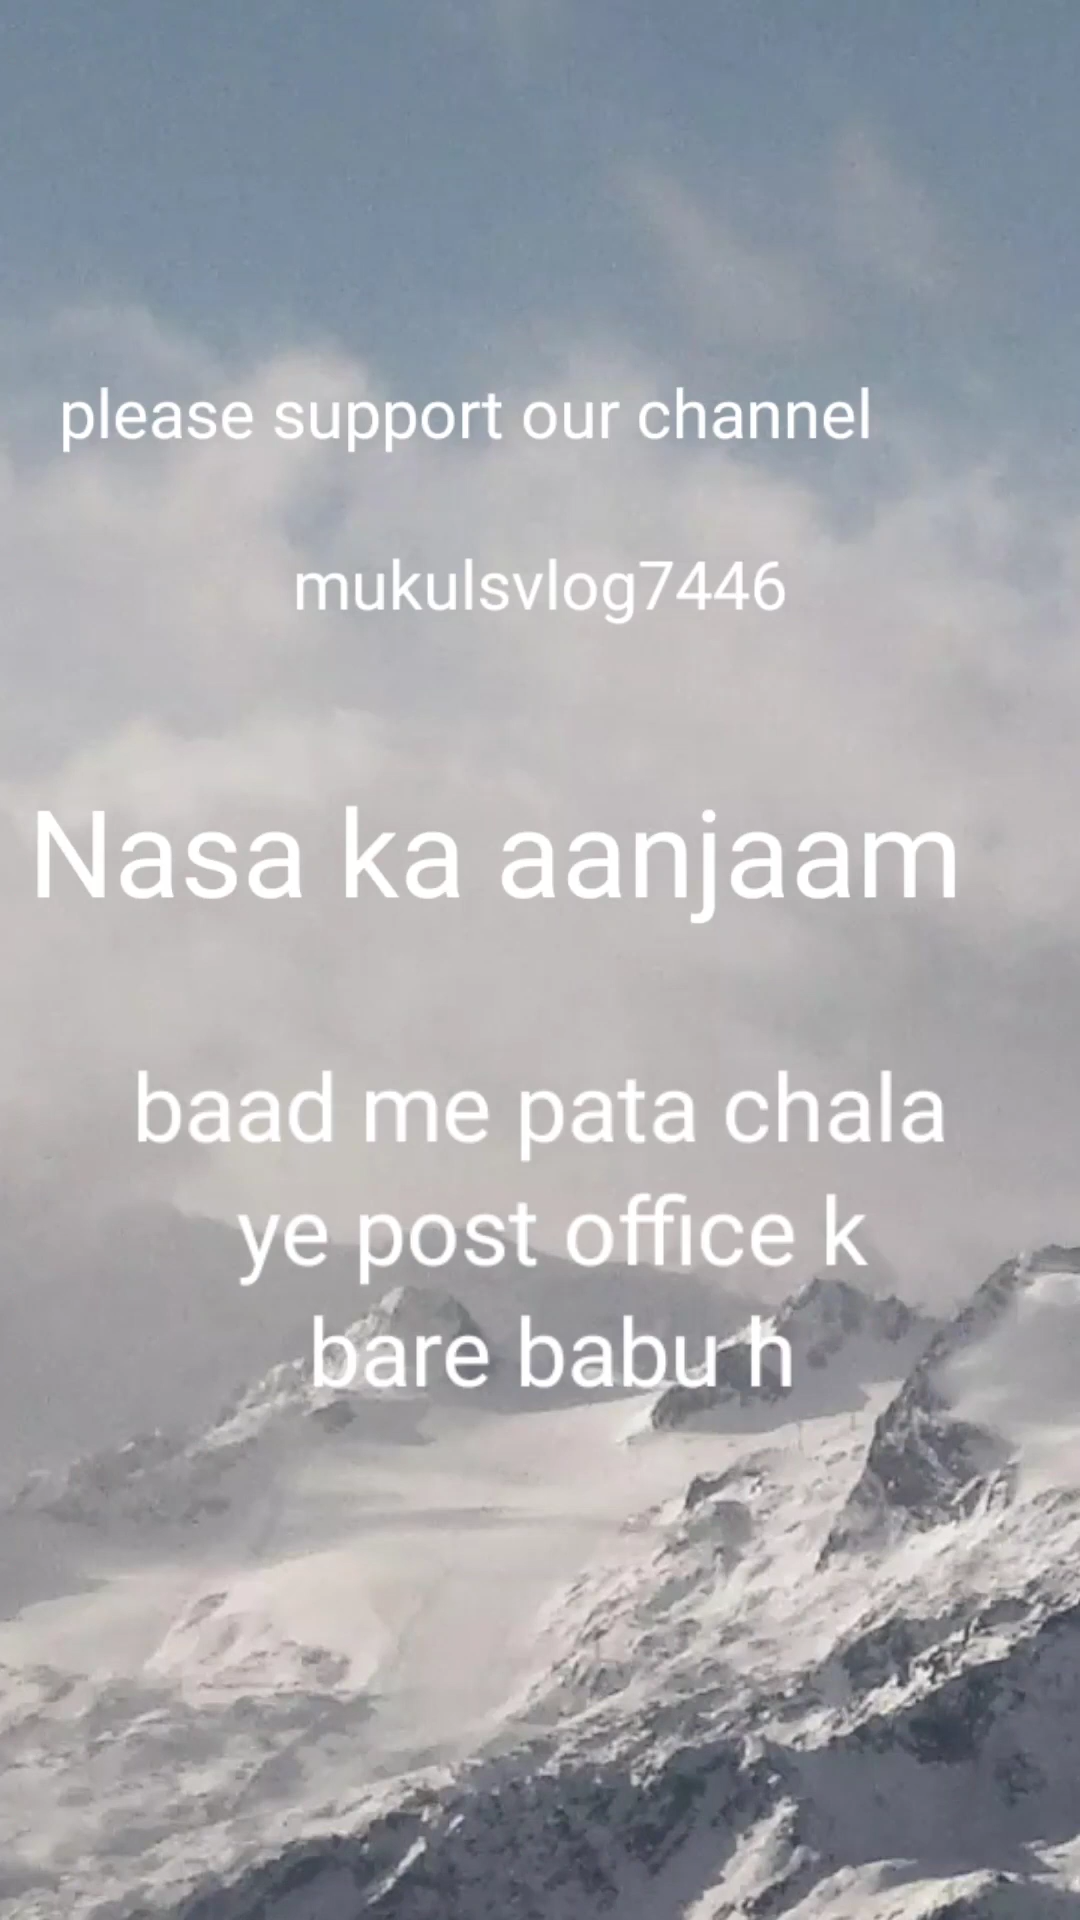 please support our channel
mukulsvlog7446
Nasa ka aanjaam
baad me pata chala
ye post office k
bare babu h